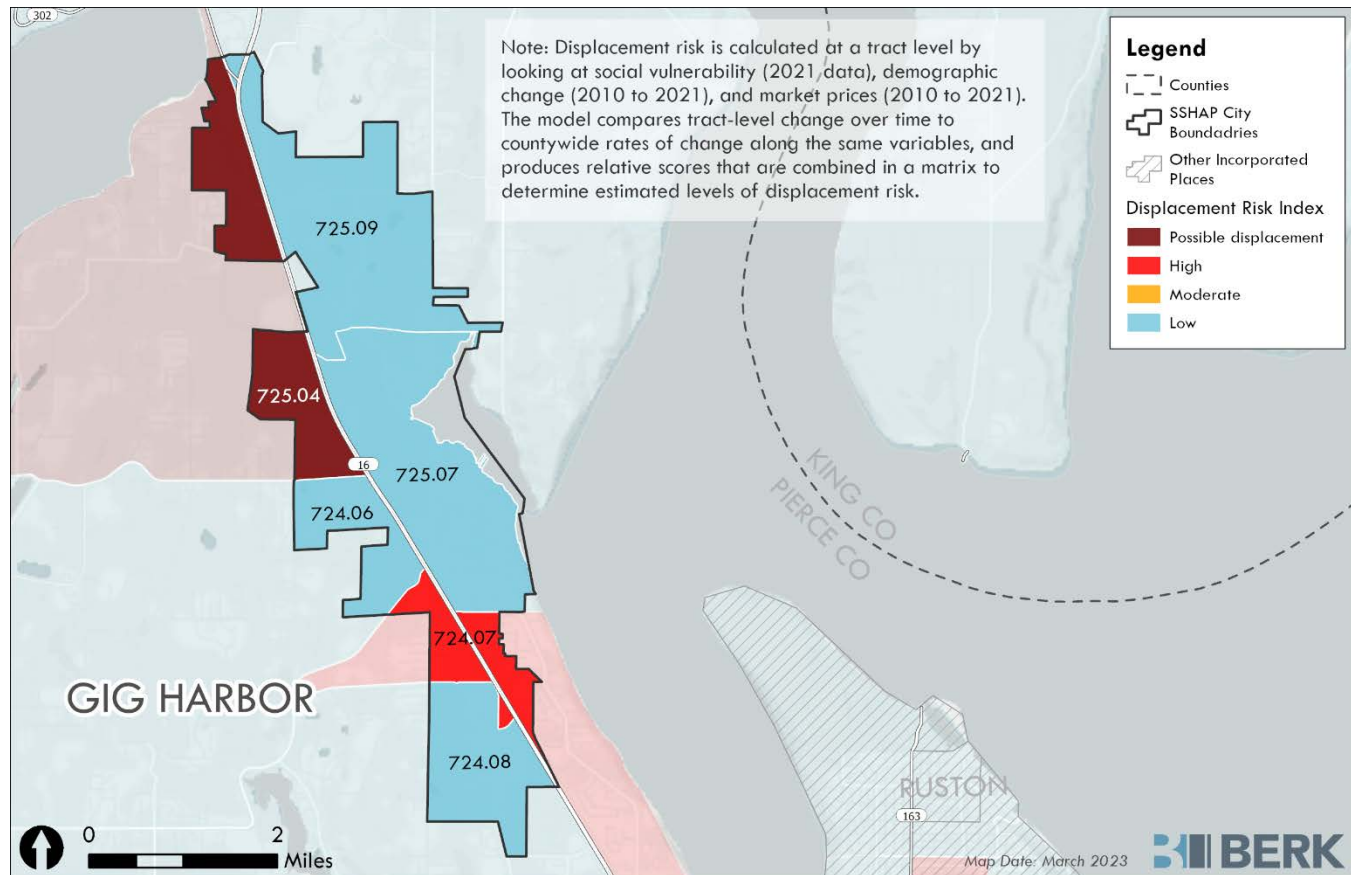 302
Note: Displacement risk is calculated at a tract level by
looking at social vulnerability (2021 data), demographic
change (2010 to 2021), and market prices (2010 to 2021).
The model compares tract-level change over time to
countywide rates of change along the same variables, and
produces relative scores that are combined in a matrix to
determine estimated levels of displacement risk.
Legend
Counties
SSHAP City
Boundadries
Other Incorporated
Places
Displacement Risk Index
Possible displacement
High
Moderate
Low
725.09
725.04
16
725.07
724.06
KING CO
PIERCE CO
724.07
GIG HARBOR
724.08
RUSTON
163
0 2
Miles
Map Date: March 2023
BERK